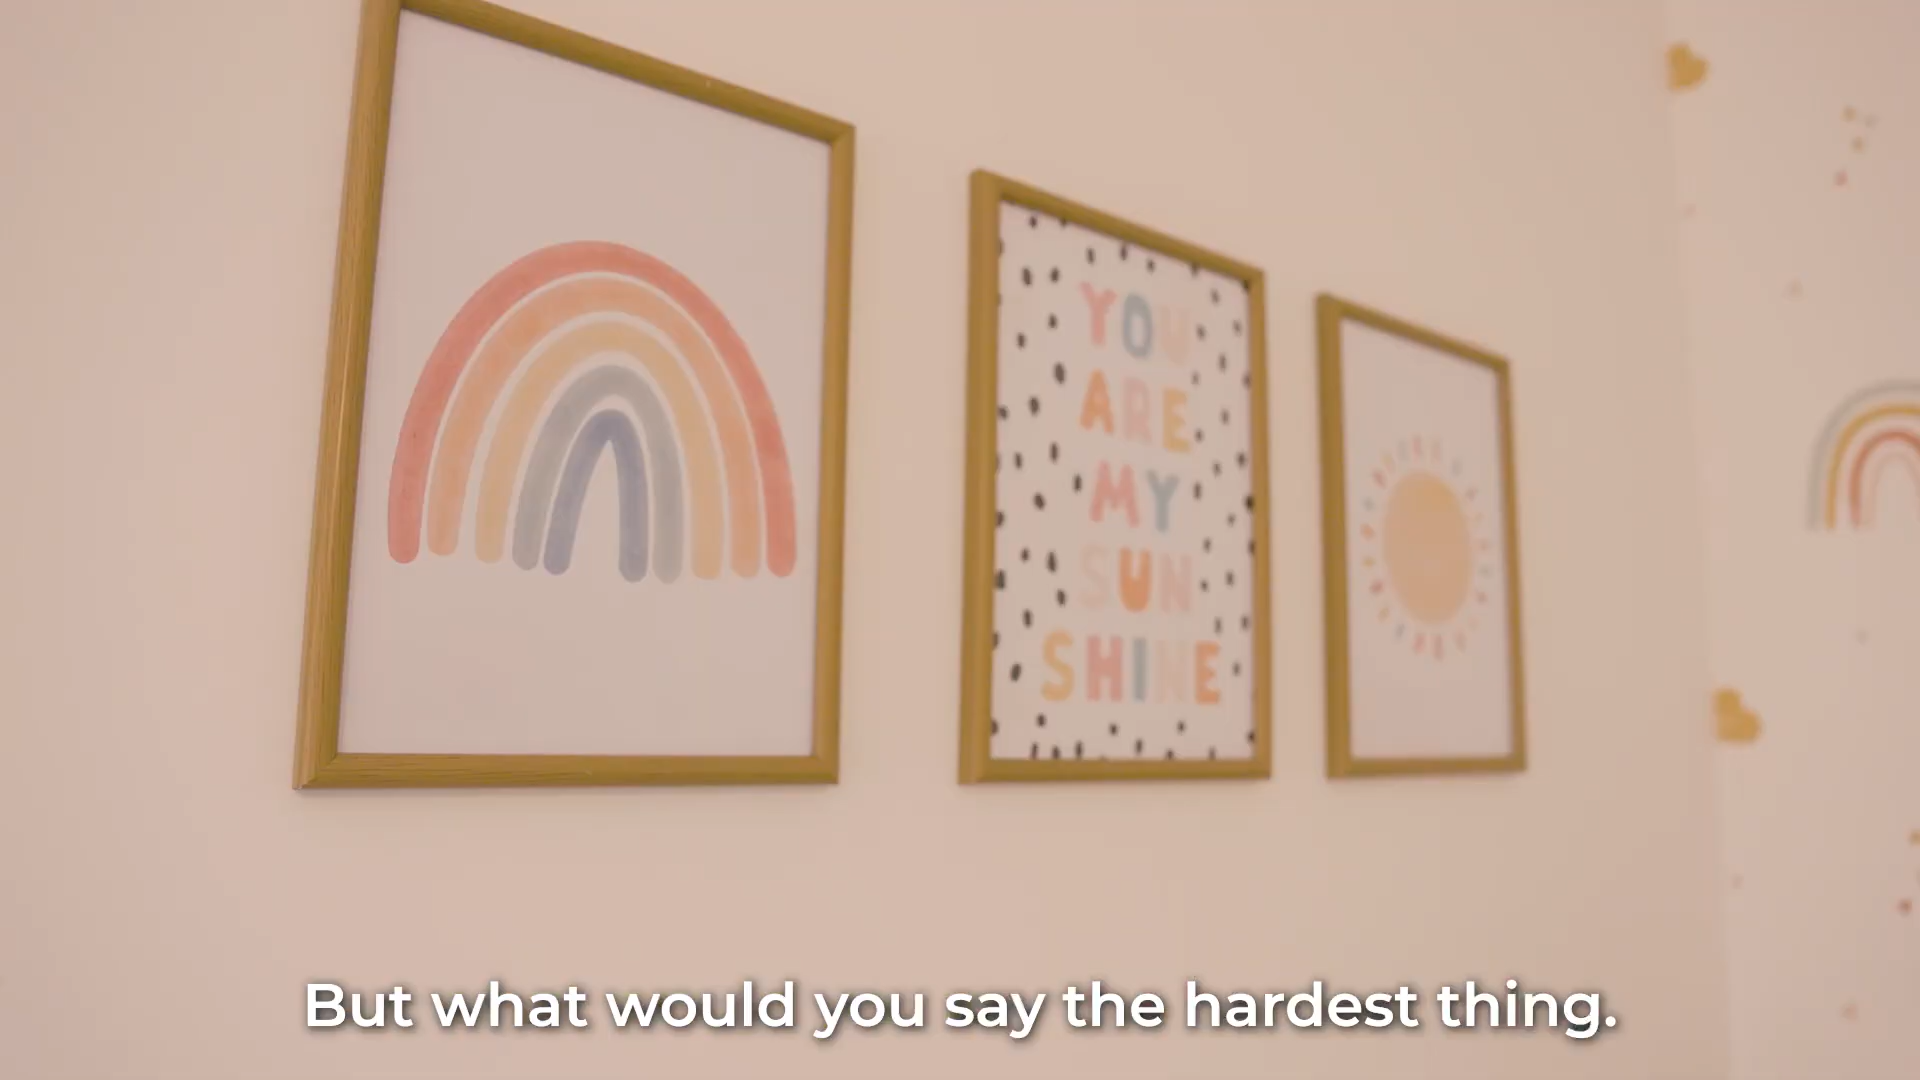 YOU
ARE
MY
SUN
SHINE
But what would you say the hardest thing.